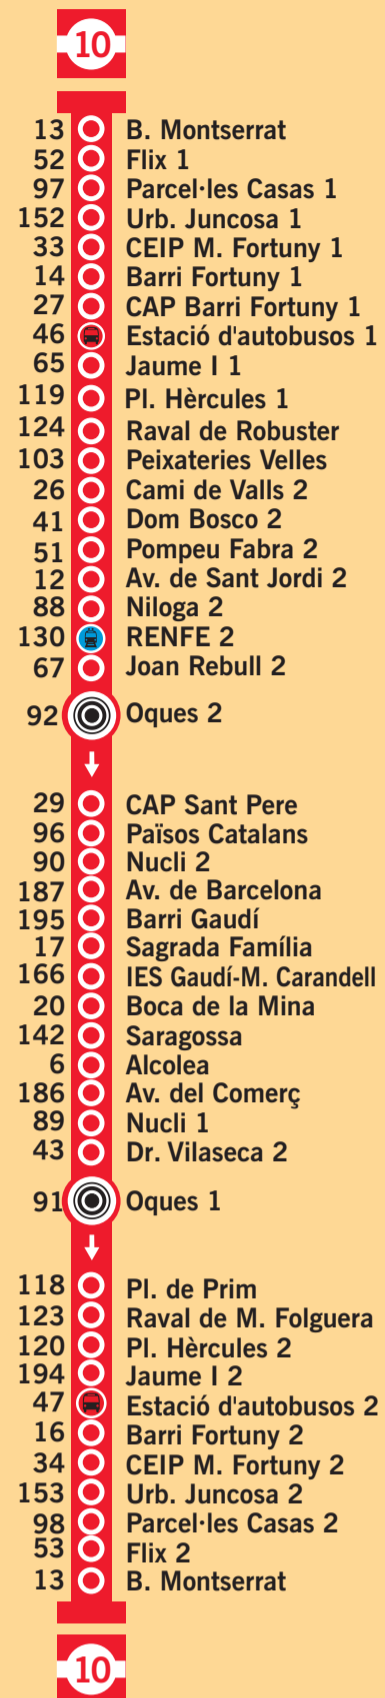 10
13 B. Montserrat
52 Flix 1
97 Parcel·les Casas 1
152 Urb. Juncosa 1
33 CEIP M. Fortuny 1
14 Barri Fortuny 1
27 CAP Barri Fortuny 1
46 Estació d'autobusos 1
65 Jaume I 1
119 Pl. Hèrcules 1
124 Raval de Robuster
103 Peixateries Velles
26 Cami de Valls 2
41 Dom Bosco 2
51 Pompeu Fabra 2
12 Av. de Sant Jordi 2
88 Niloga 2
130 RENFE 2
67 Joan Rebull 2
92 Oques 2
29 CAP Sant Pere
96 Països Catalans
90 Nucli 2
187 Av. de Barcelona
195 Barri Gaudí
17 Sagrada Família
166 IES Gaudí-M. Carandell
20 Boca de la Mina
142 Saragossa
6 Alcolea
186 Av. del Comerç
89 Nucli 1
43 Dr. Vilaseca 2
91 Oques 1
118 Pl. de Prim
123 Raval de M. Folguera
120 Pl. Hèrcules 2
194 Jaume I 2
47 Estació d'autobusos 2
16 Barri Fortuny 2
34 CEIP M. Fortuny 2
153 Urb. Juncosa 2
98 Parcel·les Casas 2
53 Flix 2
13 B. Montserrat
10